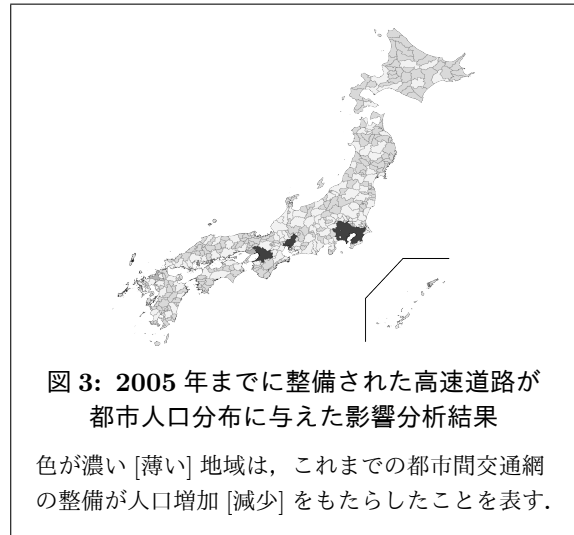 図 3: 2005 年までに整備された高速道路が
都市人口分布に与えた影響分析結果
色が濃い [薄い] 地域は，これまでの都市間交通網
の整備が人口増加 [減少] をもたらしたことを表す．